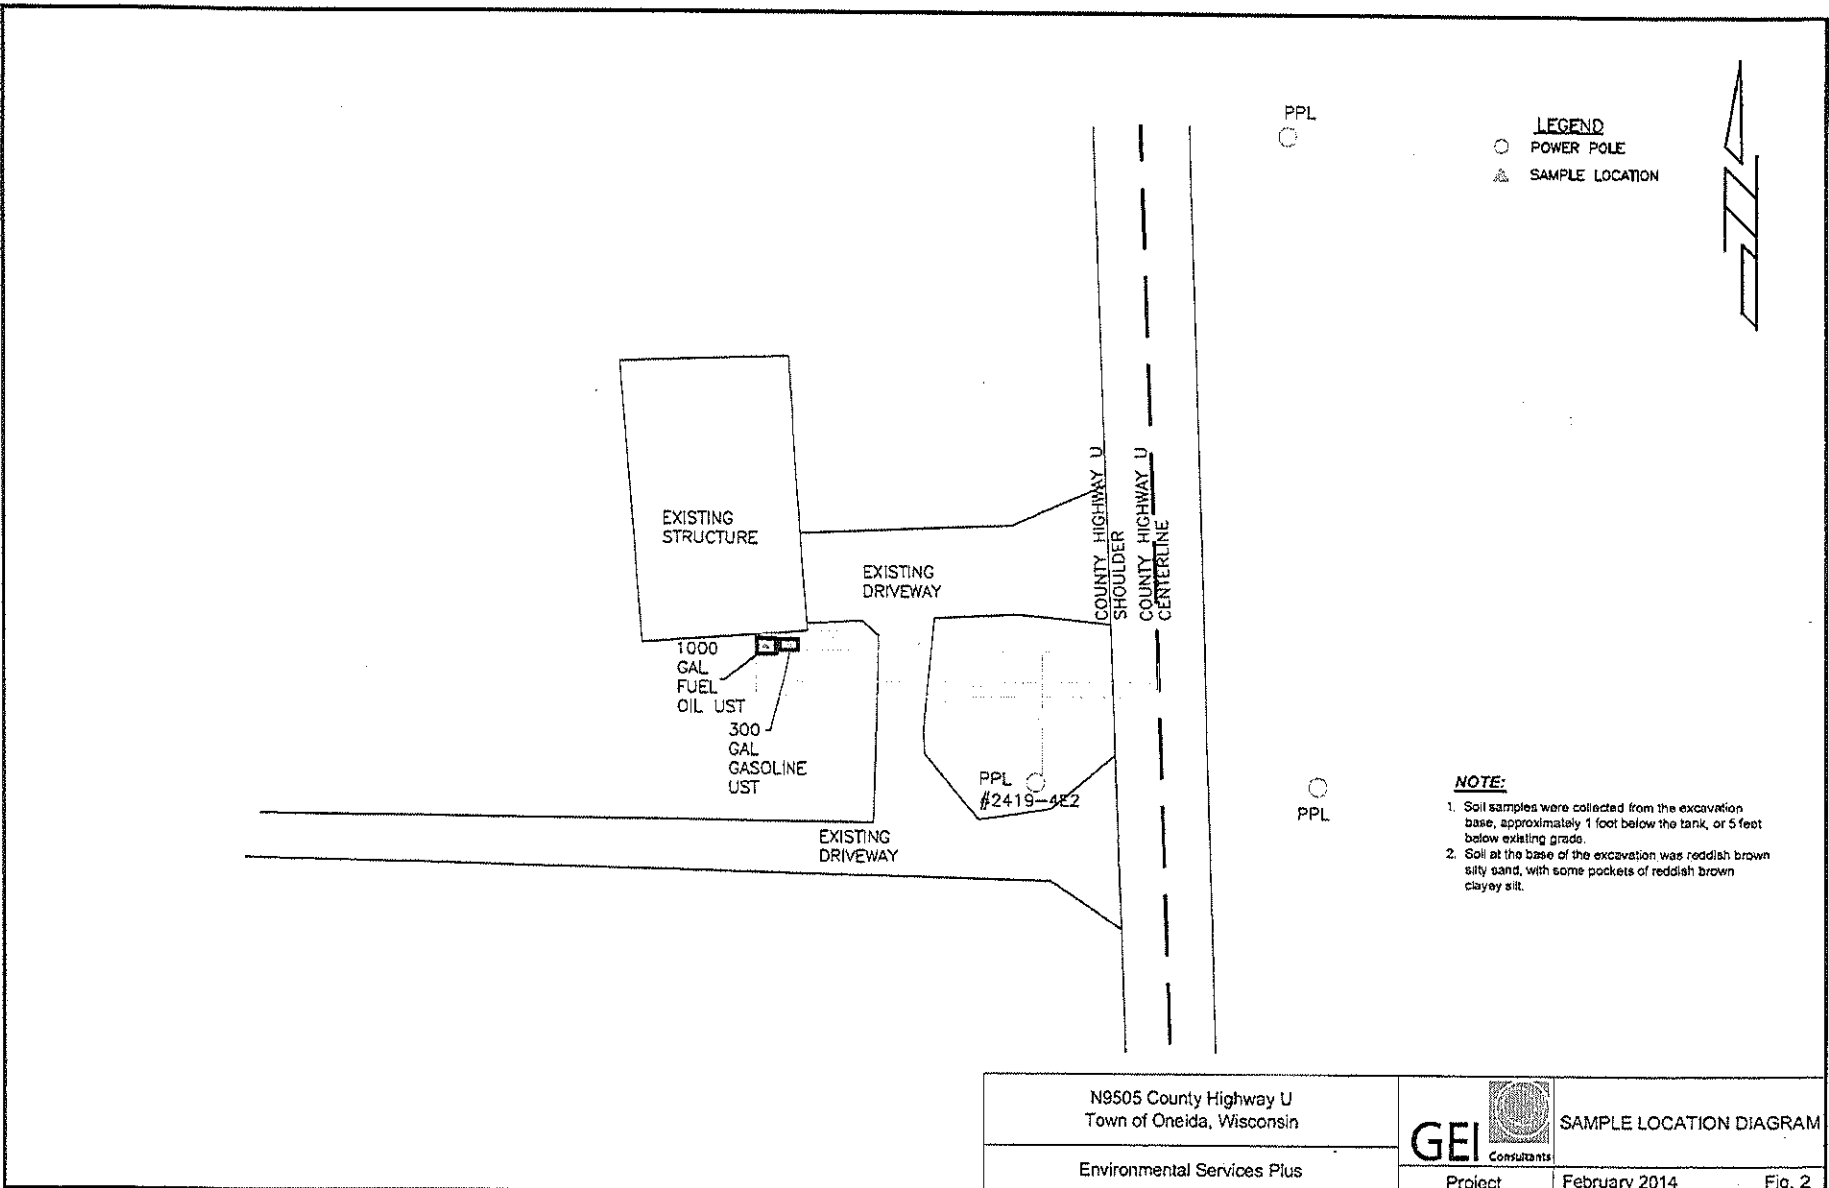 PPL
LEGEND
POWER POLE
SAMPLE LOCATION
EXISTING
STRUCTURE
EXISTING
DRIVEWAY
COUNTY HIGHWAY U
SHOULDER
COUNTY HIGHWAY U
CENTERLINE
1000
GAL
FUEL
OIL UST
300
GAL
GASOLINE
UST
PPL
#2419-4E2
PPL
EXISTING
DRIVEWAY
NOTE:
1. Soil samples were collected from the excavation
base, approximately 1 foot below the tank, or 5 feet
below existing grade.
2. Soil at the base of the excavation was reddish brown
silty sand, with some pockets of reddish brown
clayey silt.
N9505 County Highway U
Town of Oneida, Wisconsin
Environmental Services Plus
GEI Consultants
SAMPLE LOCATION DIAGRAM
Project
February 2014
Fig. 2